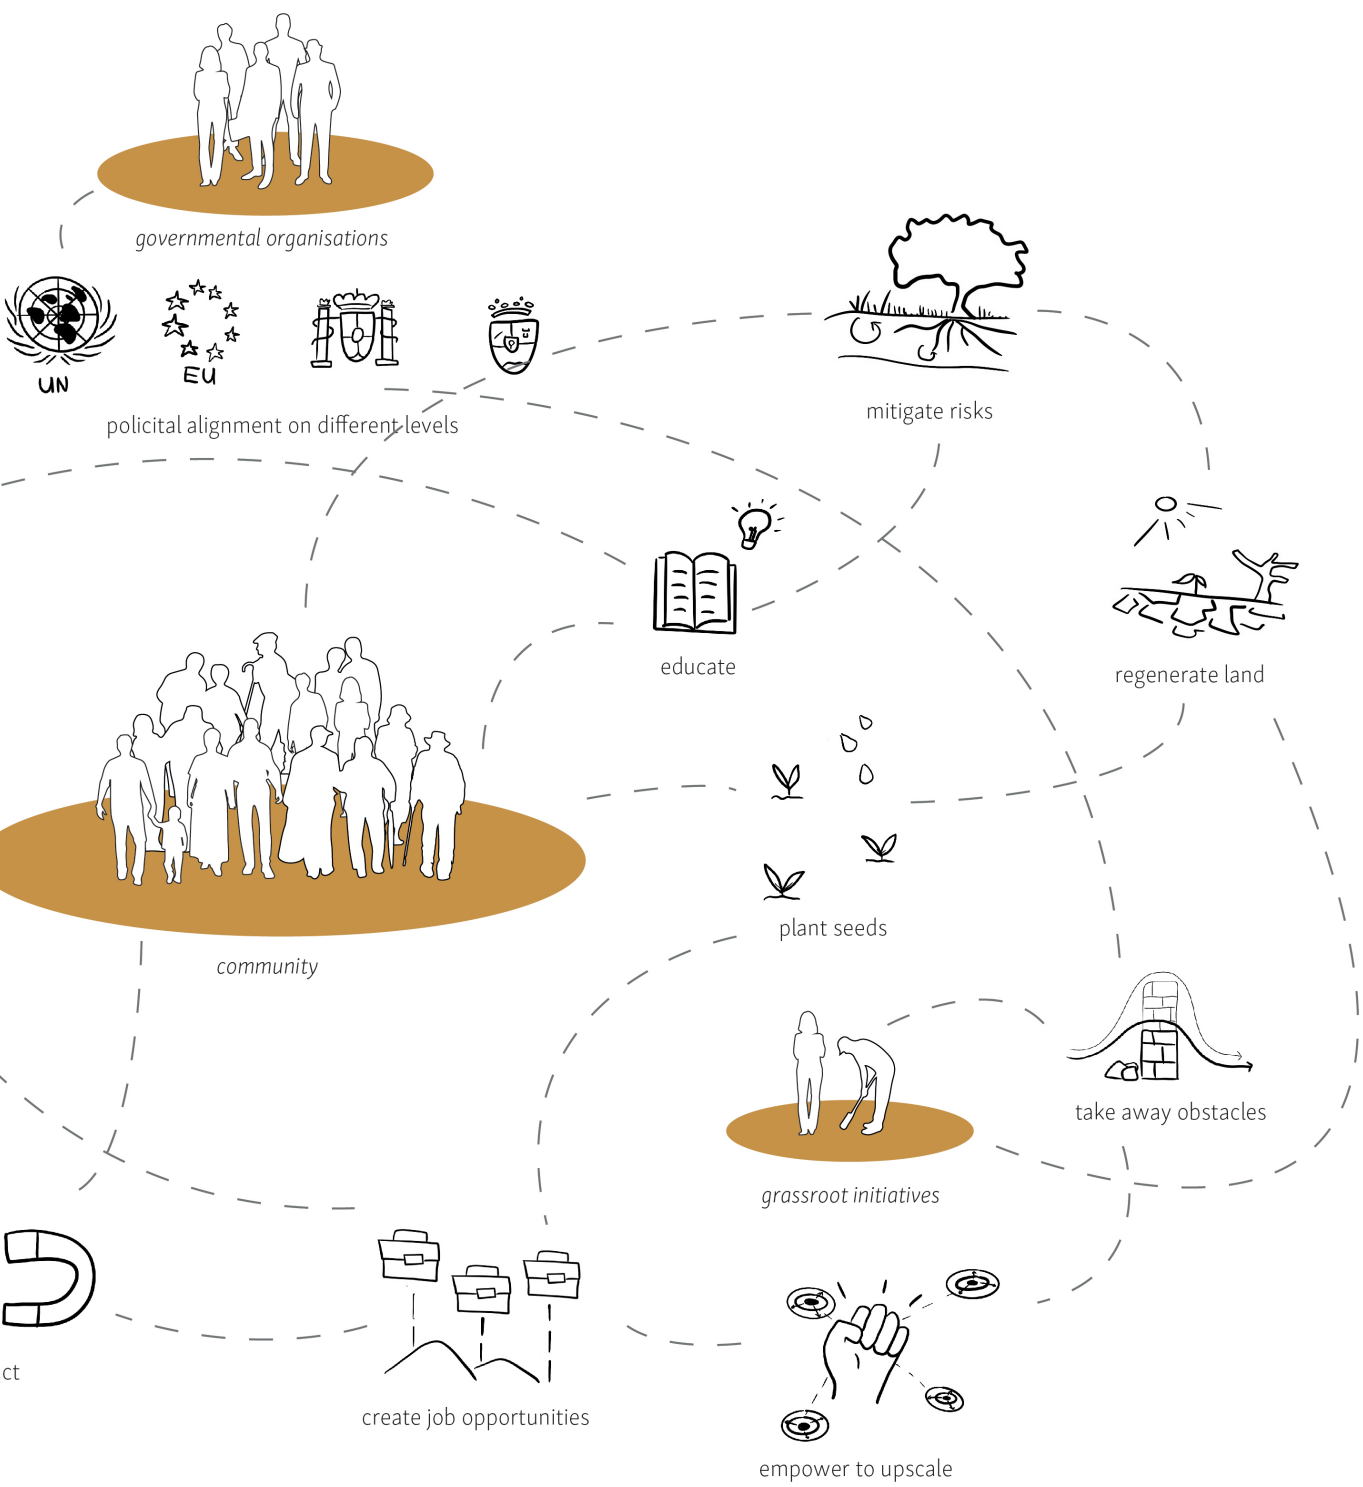 governmental organisations
UN
EU
policital alignment on different levels
mitigate risks
educate
regenerate land
plant seeds
community
take away obstacles
grassroot initiatives
ct
create job opportunities
empower to upscale